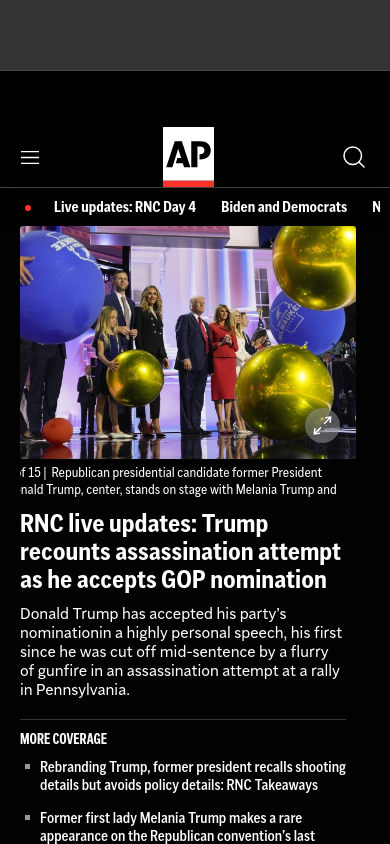 AP
Live updates: RNC Day 4 Biden and Democrats N
of 15 | Republican presidential candidate former President
nald Trump, center, stands on stage with Melania Trump and
RNC live updates: Trump
recounts assassination attempt
as he accepts GOP nomination
Donald Trump has accepted his party’s
nominationin a highly personal speech, his first
since he was cut off mid-sentence by a flurry
of gunfire in an assassination attempt at a rally
in Pennsylvania.
MORE COVERAGE
Rebranding Trump, former president recalls shooting
details but avoids policy details: RNC Takeaways
Former first lady Melania Trump makes a rare
appearance on the Republican convention’s last